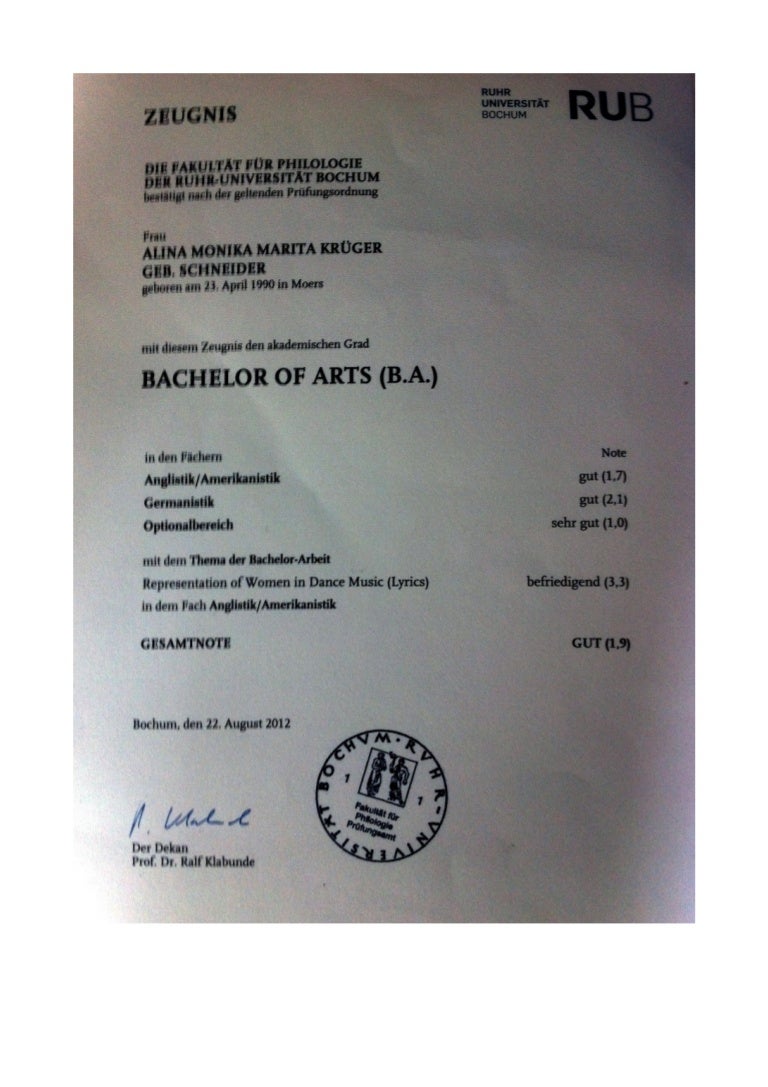 ZEUGNIS
RUHR
UNIVERSITÄT
BOCHUM
RUB
DIE FAKULTÄT FÜR PHILOLOGIE
DER RUHR-UNIVERSITÄT BOCHUM
bestätigt nach der geltenden Prüfungsordnung
Frau
ALINA MONIKA MARITA KRÜGER
GEB. SCHNEIDER
geboren am 23. April 1990 in Moers
mit diesem Zeugnis den akademischen Grad
BACHELOR OF ARTS (B.A.)
in den Fächern Note
Anglistik/Amerikanistik gut (1,7)
Germanistik gut (2,1)
Optionalbereich sehr gut (1,0)
mit dem Thema der Bachelor-Arbeit
Representation of Women in Dance Music (Lyrics) befriedigend (3,3)
in dem Fach Anglistik/Amerikanistik
GESAMTNOTE GUT (1,9)
Bochum, den 22. August 2012
RUHR-UNIVERSITÄT BOCHVM
1 1
Fakultät für
Philologie
Prüfungsamt
Der Dekan
Prof. Dr. Ralf Klabunde